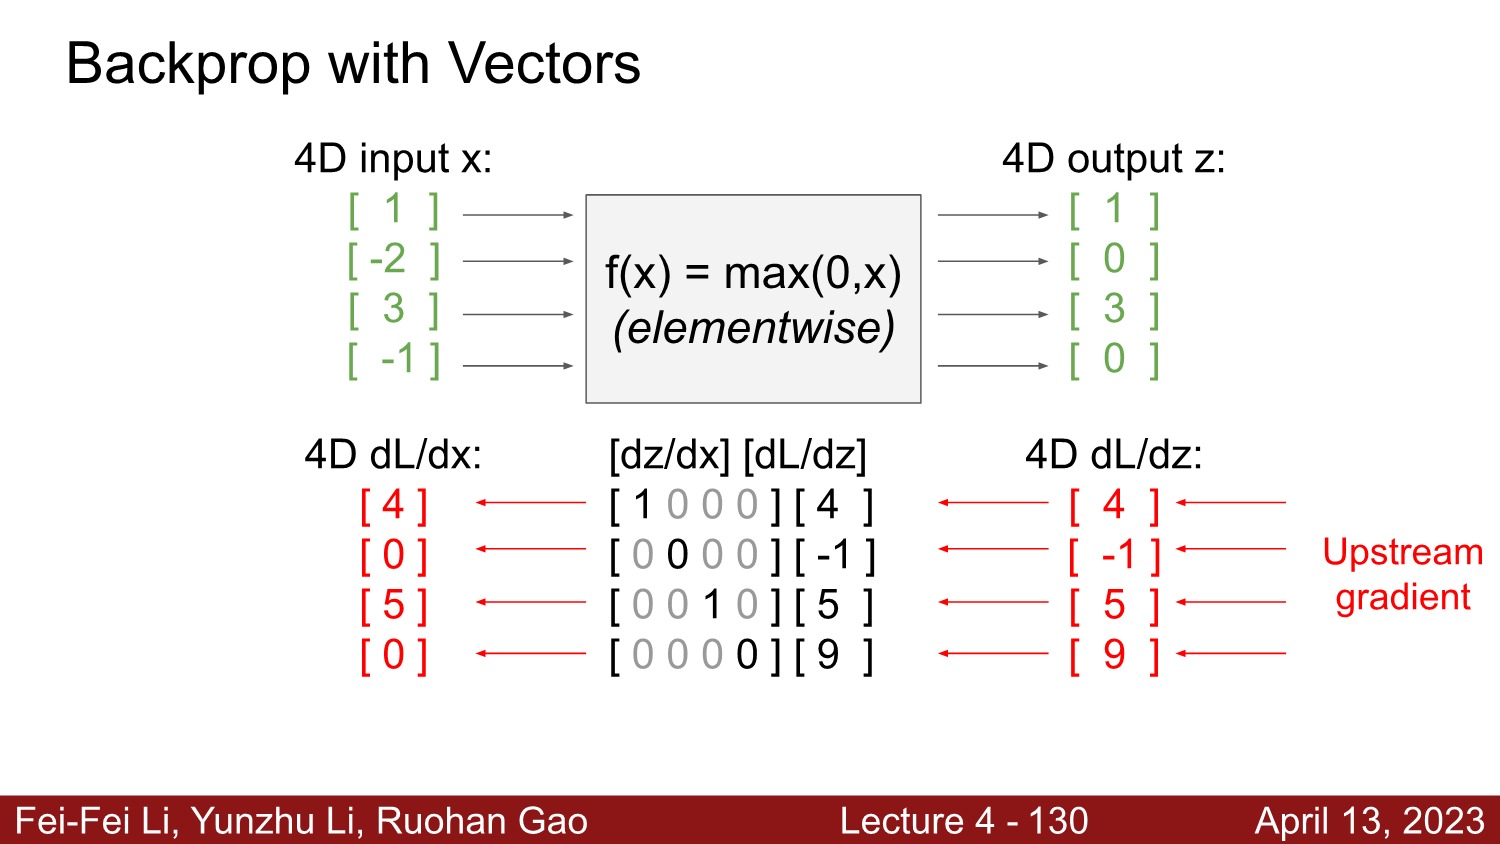 Backprop with Vectors
4D input x:
[ 1 ]
[ -2 ]
[ 3 ]
[ -1 ]
f(x) = max(0,x)
(elementwise)
4D output z:
[ 1 ]
[ 0 ]
[ 3 ]
[ 0 ]
4D dL/dx:
[ 4 ]
[ 0 ]
[ 5 ]
[ 0 ]
[dz/dx] [dL/dz]
[ 1 0 0 0 ] [ 4 ]
[ 0 0 0 0 ] [ -1 ]
[ 0 0 1 0 ] [ 5 ]
[ 0 0 0 0 ] [ 9 ]
4D dL/dz:
[ 4 ]
[ -1 ]
[ 5 ]
[ 9 ]
Upstream
gradient
Fei-Fei Li, Yunzhu Li, Ruohan Gao
Lecture 4 - 130
April 13, 2023